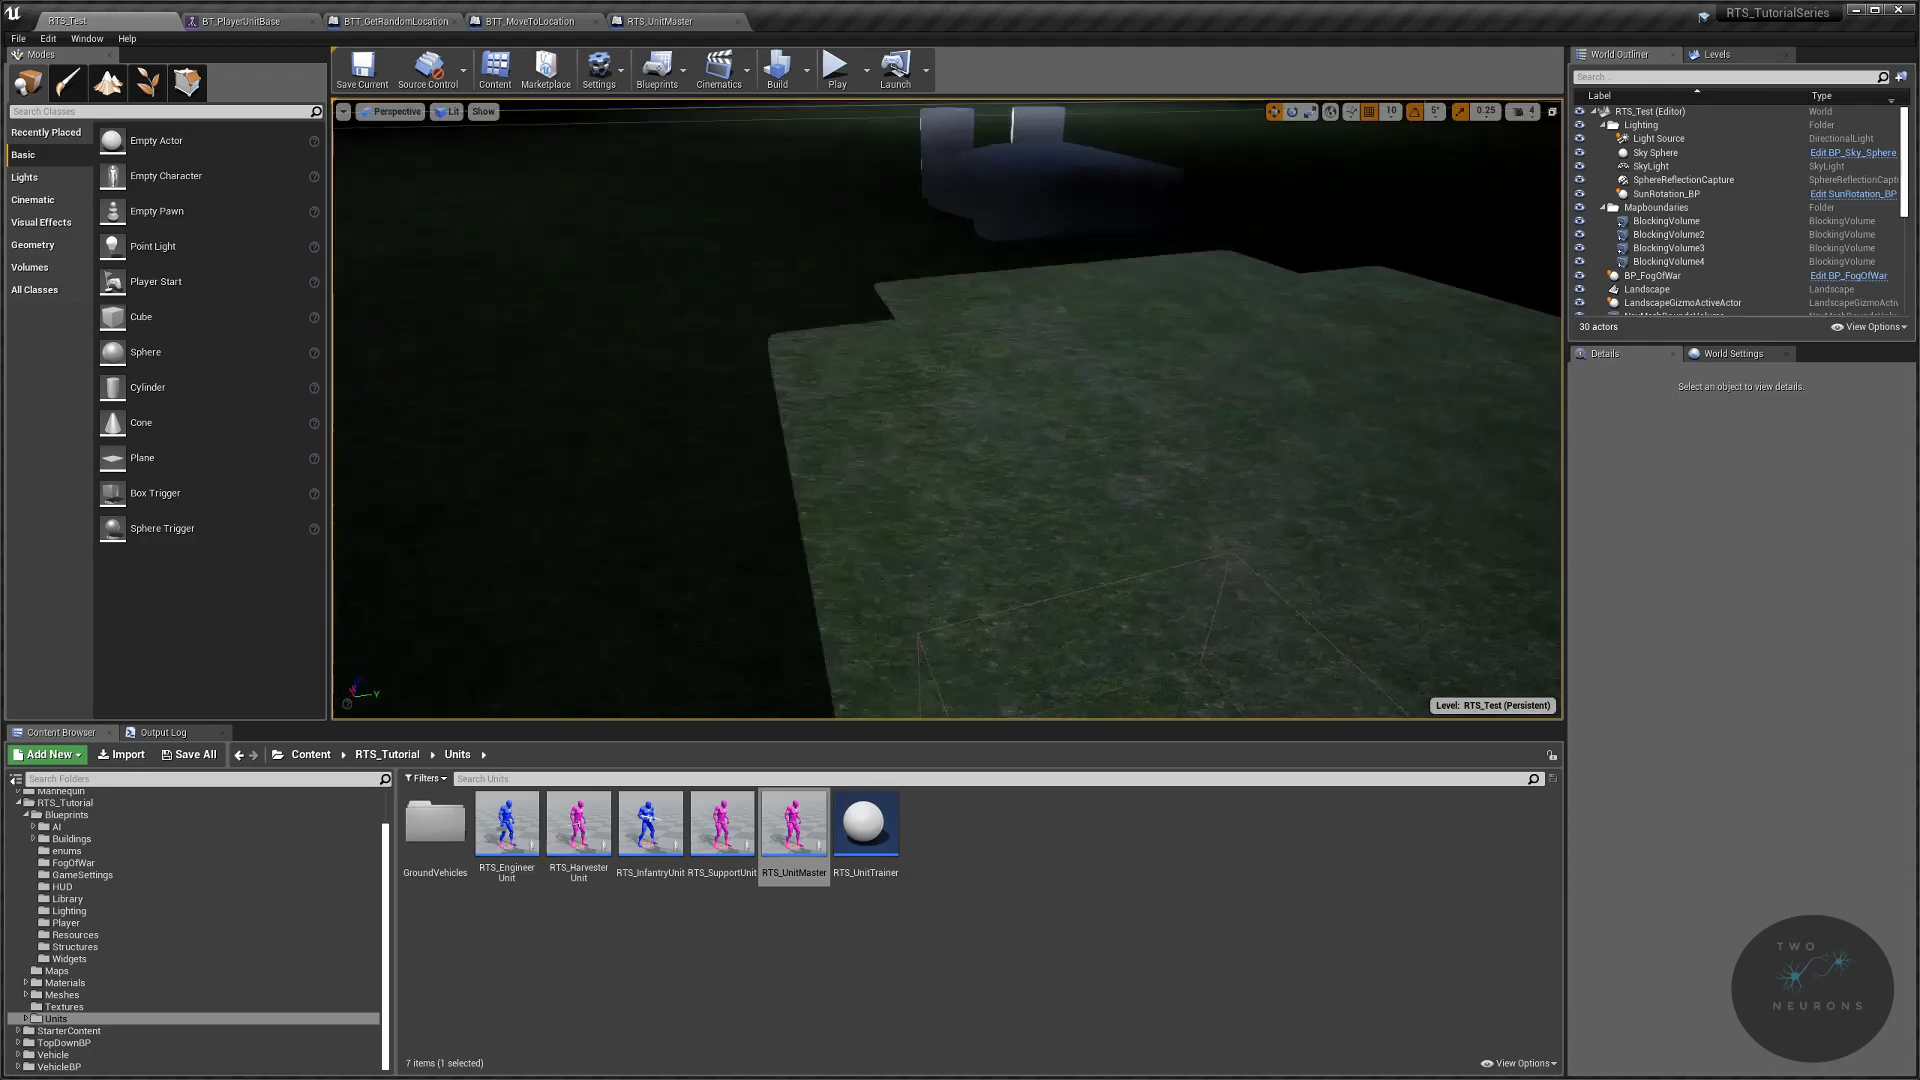 RTS_Test
BT_PlayerUnitBase
BTT_GetRandomLocation
BTT_MoveToLocation
RTS_UnitMaster
RTS_TutorialSeries
File Edit Window Help
Modes
Search Classes
Recently Placed
Basic
Lights
Cinematic
Visual Effects
Geometry
Volumes
All Classes
Empty Actor
Empty Character
Empty Pawn
Point Light
Player Start
Cube
Sphere
Cylinder
Cone
Plane
Box Trigger
Sphere Trigger
Save Current Source Control Content Marketplace Settings Blueprints Cinematics Build Play Launch
Perspective Lit Show
10 5° 0.25 4
Y
Level: RTS_Test (Persistent)
World Outliner Levels
Search...
Label Type
RTS_Test (Editor) World
Lighting Folder
Light Source DirectionalLight
Sky Sphere Edit BP_Sky_Sphere
SkyLight SkyLight
SphereReflectionCapture SphereReflectionCapt
SunRotation_BP Edit SunRotation_BP
Mapboundaries Folder
BlockingVolume BlockingVolume
BlockingVolume2 BlockingVolume
BlockingVolume3 BlockingVolume
BlockingVolume4 BlockingVolume
BP_FogOfWar Edit BP_FogOfWar
Landscape Landscape
LandscapeGizmoActiveActor LandscapeGizmoActiv
30 actors View Options
Details World Settings
Select an object to view details.
Content Browser Output Log
Add New Import Save All Content RTS_Tutorial Units
Search Folders
Mannequin
RTS_Tutorial
Blueprints
AI
Buildings
enums
FogOfWar
GameSettings
HUD
Library
Lighting
Player
Resources
Structures
Widgets
Maps
Materials
Meshes
Textures
Units
StarterContent
TopDownBP
Vehicle
VehicleBP
Filters Search Units
GroundVehicles
RTS_Engineer
Unit
RTS_Harvester
Unit
RTS_InfantryUnit
RTS_SupportUnit
RTS_UnitMaster
RTS_UnitTrainer
7 items (1 selected)
View Options
TWO
NEURONS